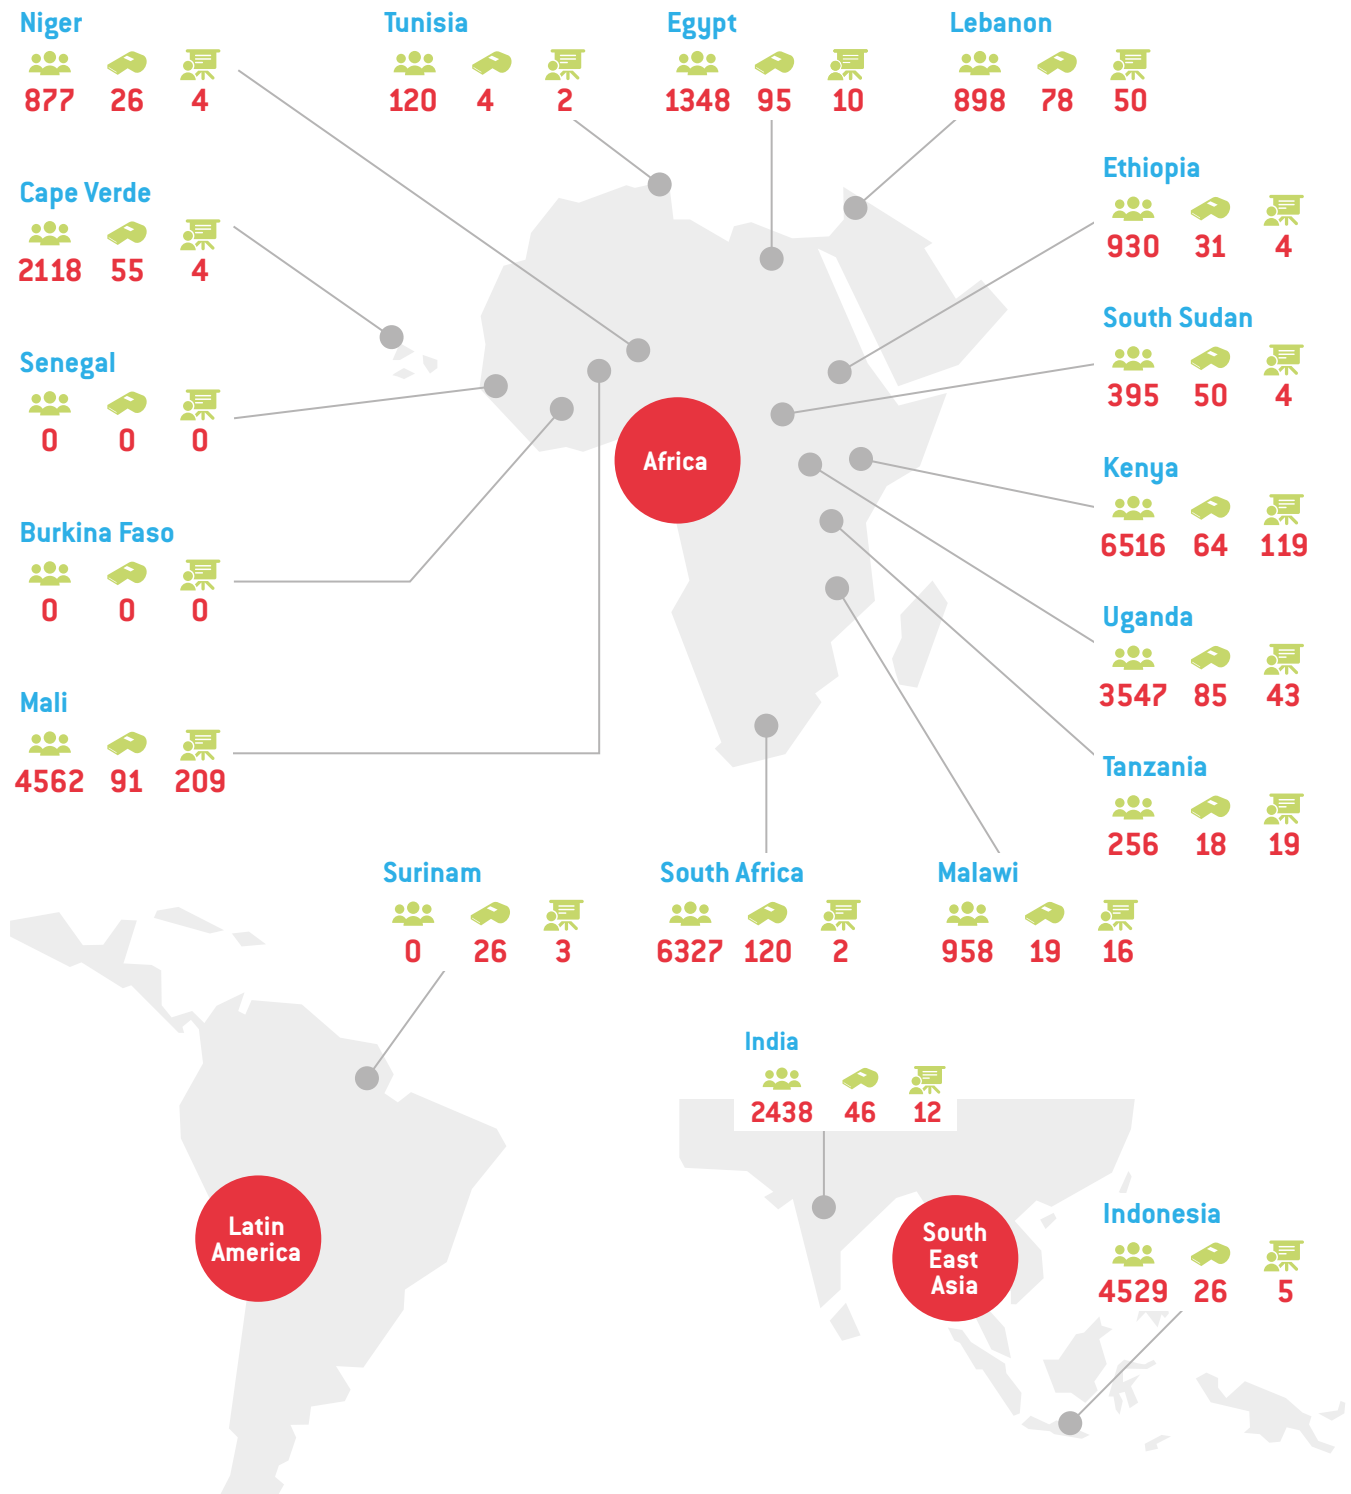 Niger
877 26 4
Tunisia
120 4 2
Egypt
1348 95 10
Lebanon
898 78 50
Cape Verde
2118 55 4
Ethiopia
930 31 4
Senegal
0 0 0
South Sudan
395 50 4
Africa
Kenya
6516 64 119
Burkina Faso
0 0 0
Uganda
3547 85 43
Mali
4562 91 209
Tanzania
256 18 19
Surinam
0 26 3
South Africa
6327 120 2
Malawi
958 19 16
India
2438 46 12
Latin
America
South
East
Asia
Indonesia
4529 26 5